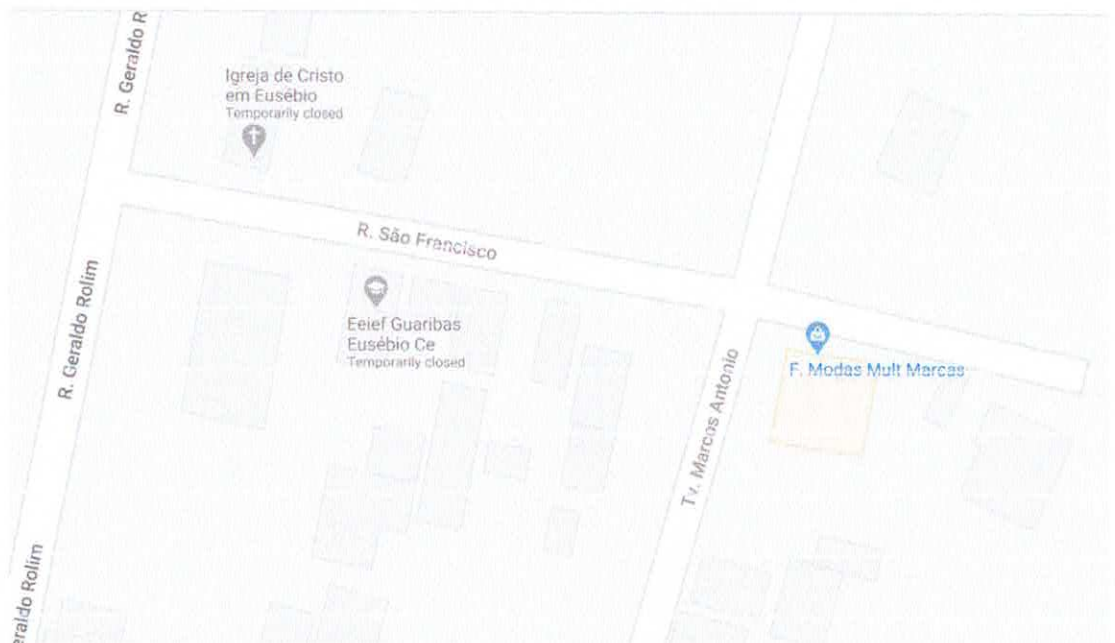 R. Geraldo R
Igreja de Cristo
em Eusébio
Temporarily closed
R. São Francisco
R. Geraldo Rolim
Eeief Guaribas
Eusébio Ce
Temporarily closed
F. Modas Mult Marcas
Tv. Marcos Antonio
eraldo Rolim